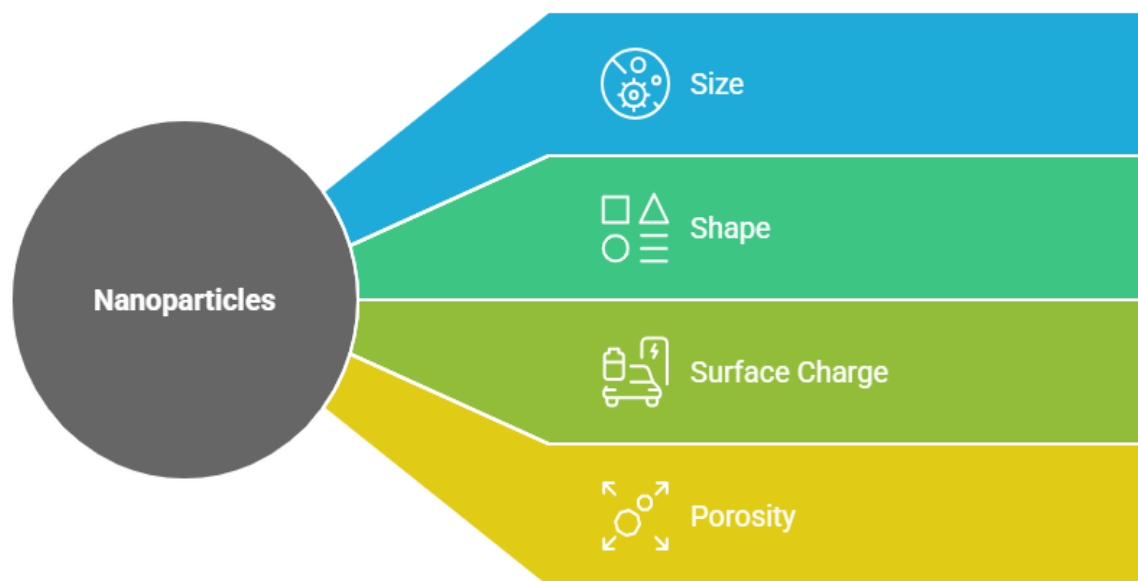 Size
Shape
Nanoparticles
Surface Charge
Porosity